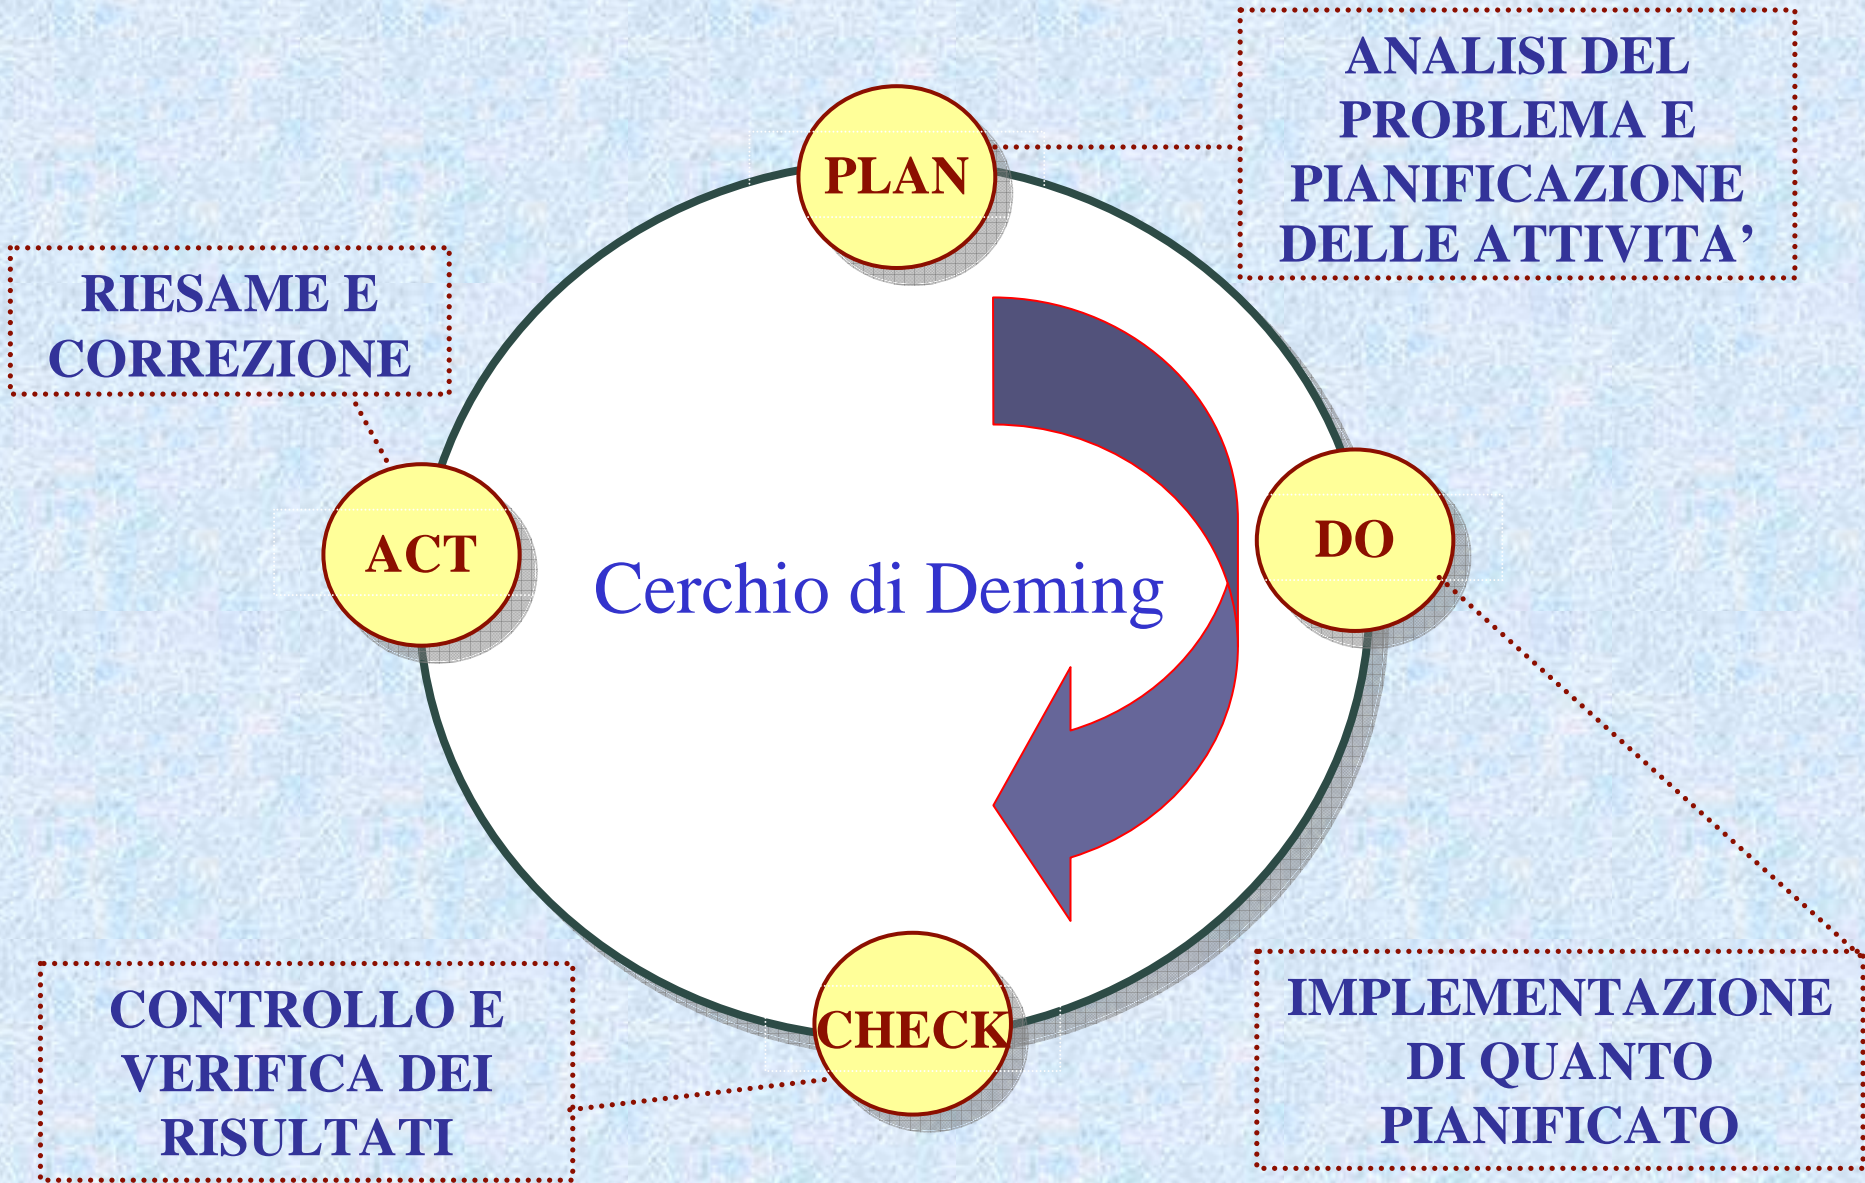 PLAN
ANALISI DEL
PROBLEMA E
PIANIFICAZIONE
DELLE ATTIVITA’
RIESAME E
CORREZIONE
ACT
Cerchio di Deming
DO
CHECK
CONTROLLO E
VERIFICA DEI
RISULTATI
IMPLEMENTAZIONE
DI QUANTO
PIANIFICATO